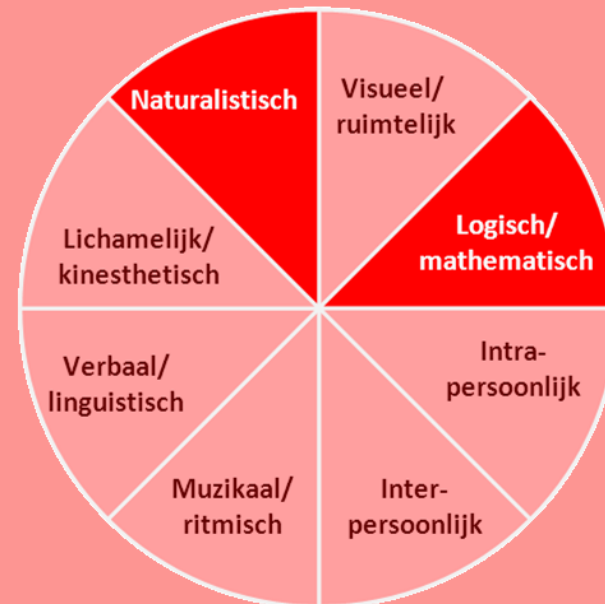 Naturalistisch
Visueel/
ruimtelijk
Logisch/
mathematisch
Lichamelijk/
kinesthetisch
Intra-
persoonlijk
Verbaal/
linguistisch
Muzikaal/
ritmisch
Inter-
persoonlijk